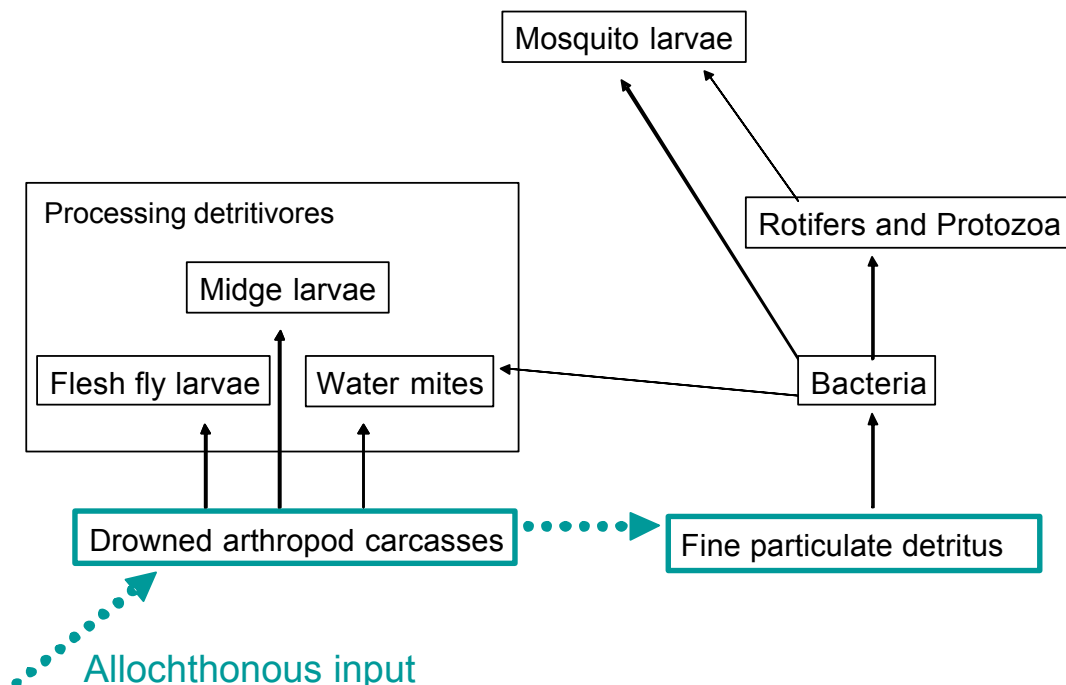 Mosquito larvae
Processing detritivores
Rotifers and Protozoa
Midge larvae
Flesh fly larvae
Water mites
Bacteria
Drowned arthropod carcasses
Fine particulate detritus
Allochthonous input